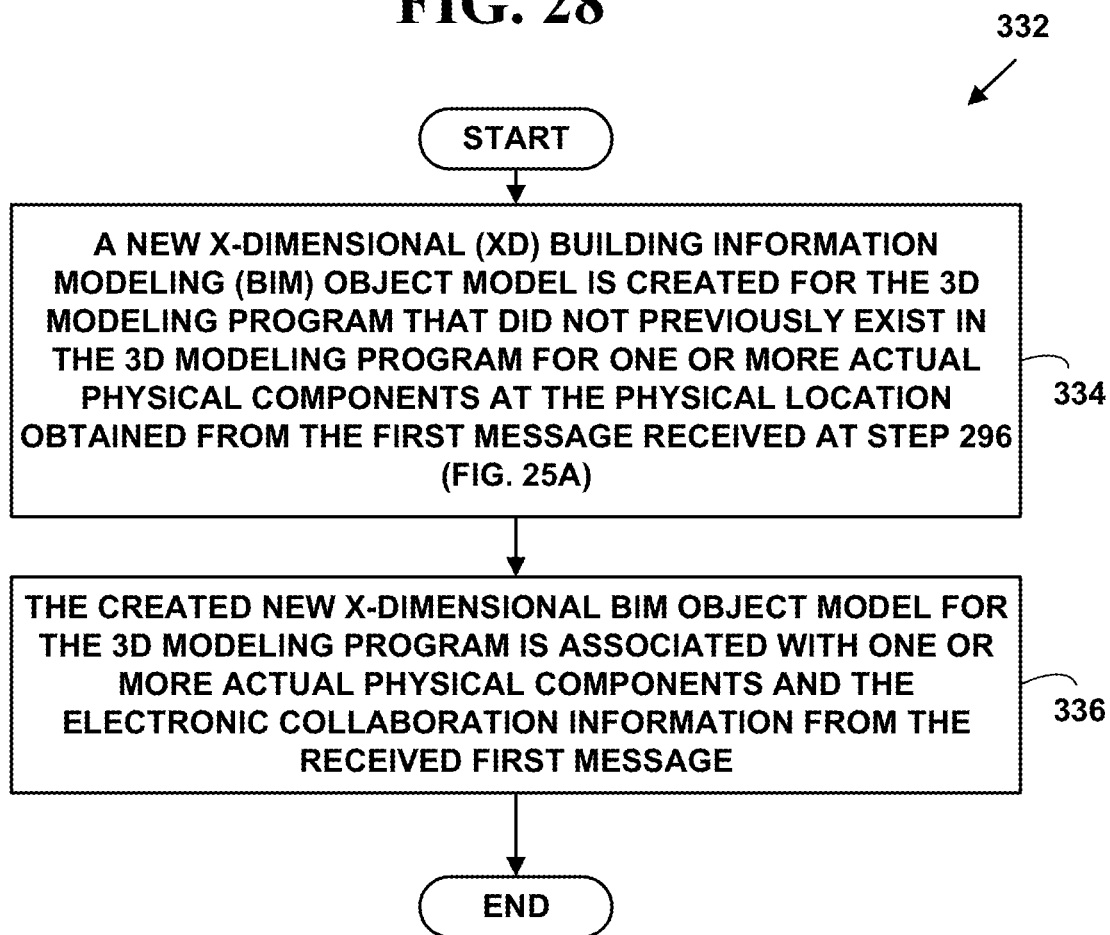 FIG. 28
332
START
A NEW X-DIMENSIONAL (XD) BUILDING INFORMATION
MODELING (BIM) OBJECT MODEL IS CREATED FOR THE 3D
MODELING PROGRAM THAT DID NOT PREVIOUSLY EXIST IN
THE 3D MODELING PROGRAM FOR ONE OR MORE ACTUAL
PHYSICAL COMPONENTS AT THE PHYSICAL LOCATION
OBTAINED FROM THE FIRST MESSAGE RECEIVED AT STEP 296
(FIG. 25A)
334
THE CREATED NEW X-DIMENSIONAL BIM OBJECT MODEL FOR
THE 3D MODELING PROGRAM IS ASSOCIATED WITH ONE OR
MORE ACTUAL PHYSICAL COMPONENTS AND THE
ELECTRONIC COLLABORATION INFORMATION FROM THE
RECEIVED FIRST MESSAGE
336
END